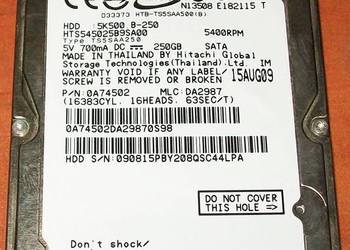 N13508 E182115 T
D33373 HTB-TS5SAA500(B)
HDD :5K500 B-250
HTS545025B9SA00 5400RPM
Type TS5SAA250
5V 700mA DC 250GB SATA
MADE IN THAILAND BY Hitachi Global
Storage Technologies(Thailand)Ltd. IM
WARRANTY VOID IF ANY
SCREW IS REMOVED OR BROKEN 15AUG09
P/N:0A74502 MLC:DA2987
(16383CYL. 16HEADS. 63SEC/T)
0A74502DA29870S98
HDD S/N:090815PBY208QSC44LPA
DO NOT COVER
THIS HOLE =>
Don't shock/